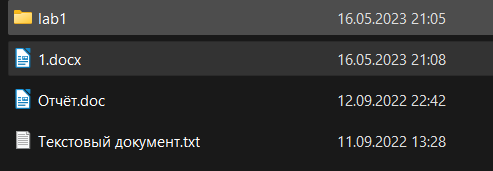 lab1 16.05.2023 21:05
1.docx 16.05.2023 21:08
Отчёт.doc 12.09.2022 22:42
Текстовый документ.txt 11.09.2022 13:28